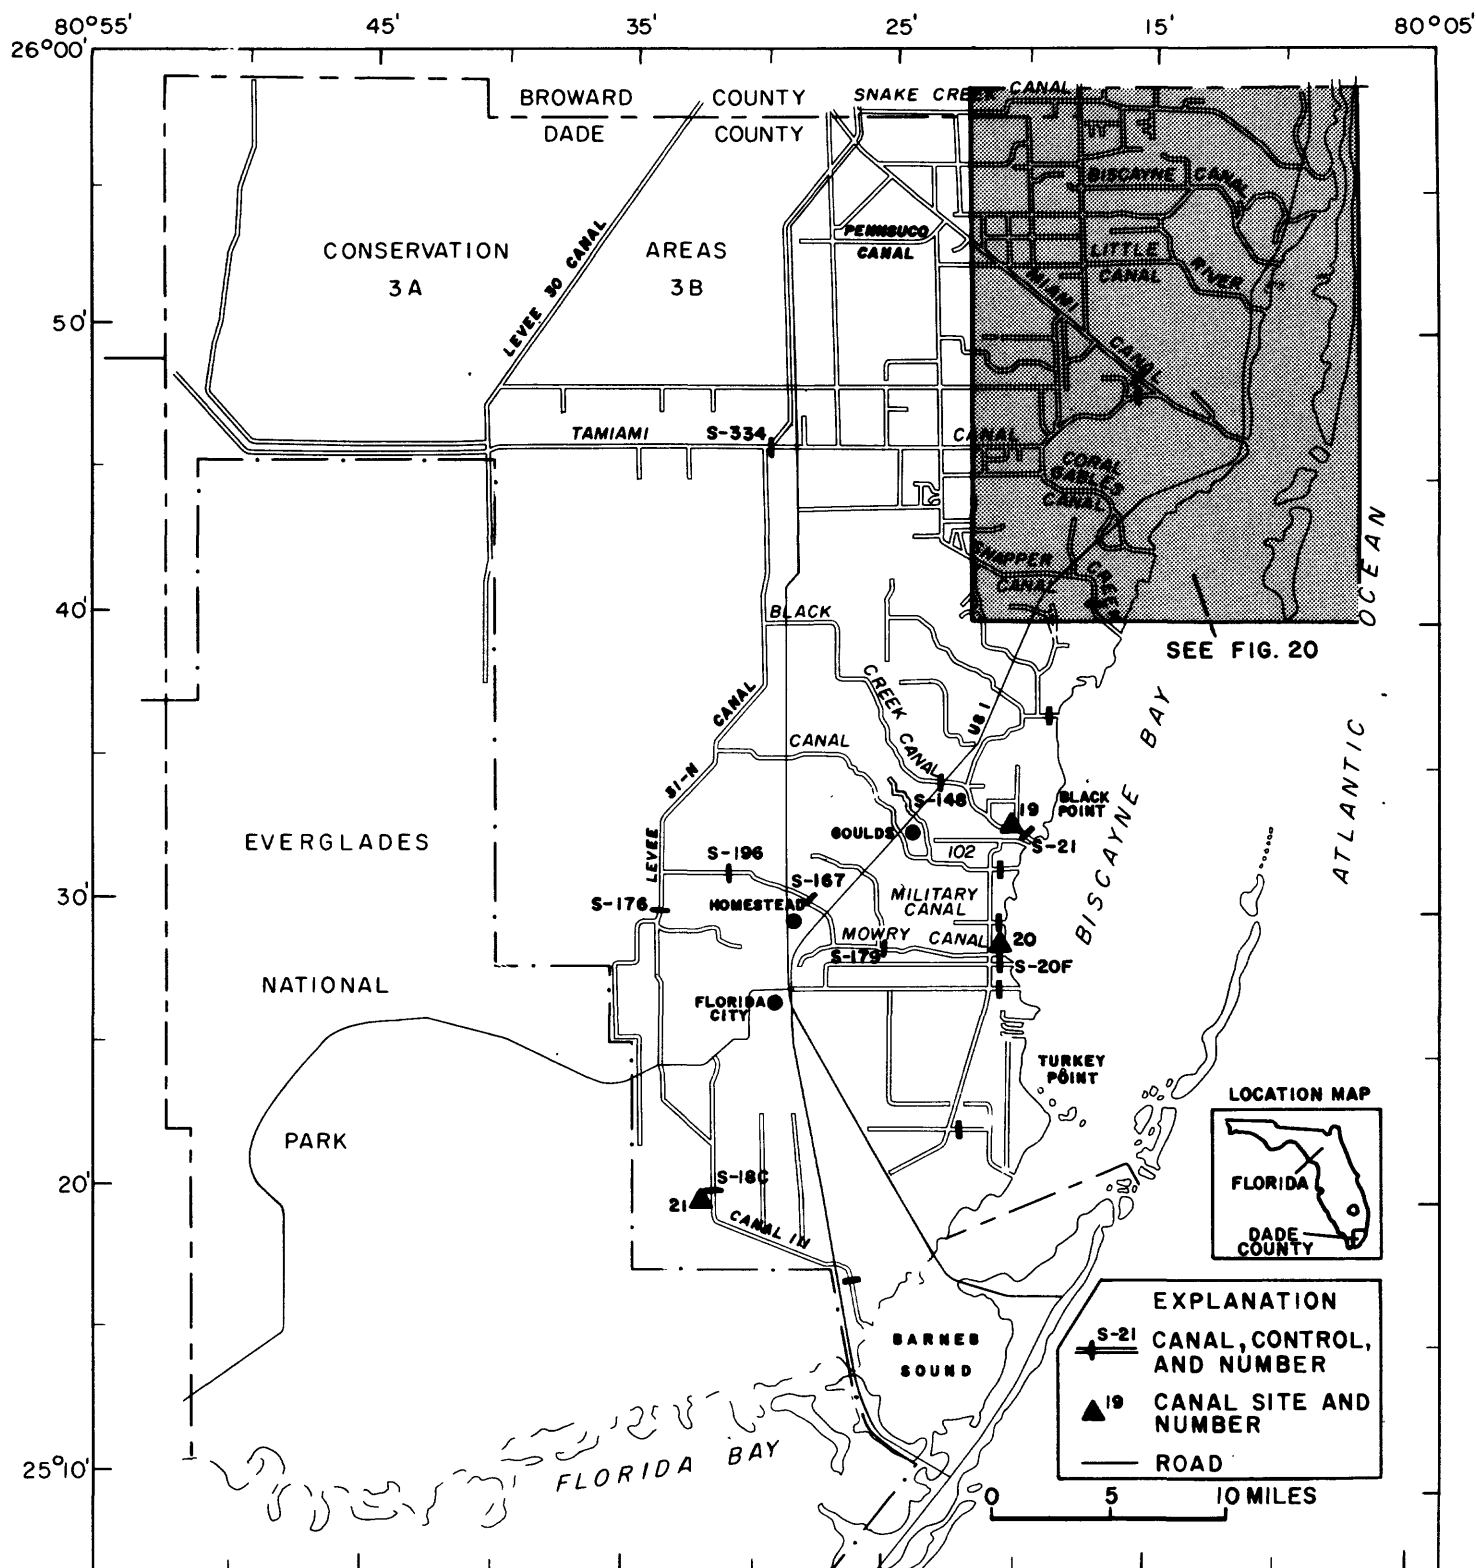 80°55'
45'
35'
25'
15'
80°05'
26°00'
BROWARD COUNTY
DADE COUNTY
SNAKE CREEK CANAL
BISCAYNE CANAL
CONSERVATION AREAS
3A
3B
LEVEE 30 CANAL
PENNSUCO
CANAL
LITTLE RIVER
CANAL
MIAMI CANAL
50'
TAMIAMI
S-334
CANAL
CORAL
GABLES
CANAL
SNAPPER CREEK
CANAL
OCEAN
40'
BLACK
SEE FIG. 20
CREEK
CANAL
US 1
LEVEE 31-N CANAL
CANAL
BISCAYNE BAY
ATLANTIC
S-148
19
BLACK
POINT
GOULDS
S-21
102
EVERGLADES
S-196
S-167
30'
S-176
HOMESTEAD
MILITARY
CANAL
MOWRY CANAL
20
S-179
S-20F
NATIONAL
FLORIDA
CITY
TURKEY
POINT
LOCATION MAP
PARK
20'
S-18C
21
CANAL 111
FLORIDA
DADE
COUNTY
EXPLANATION
S-21
CANAL, CONTROL,
AND NUMBER
BARNES
SOUND
19
CANAL SITE AND
NUMBER
ROAD
25°10'
FLORIDA BAY
0
5
10 MILES